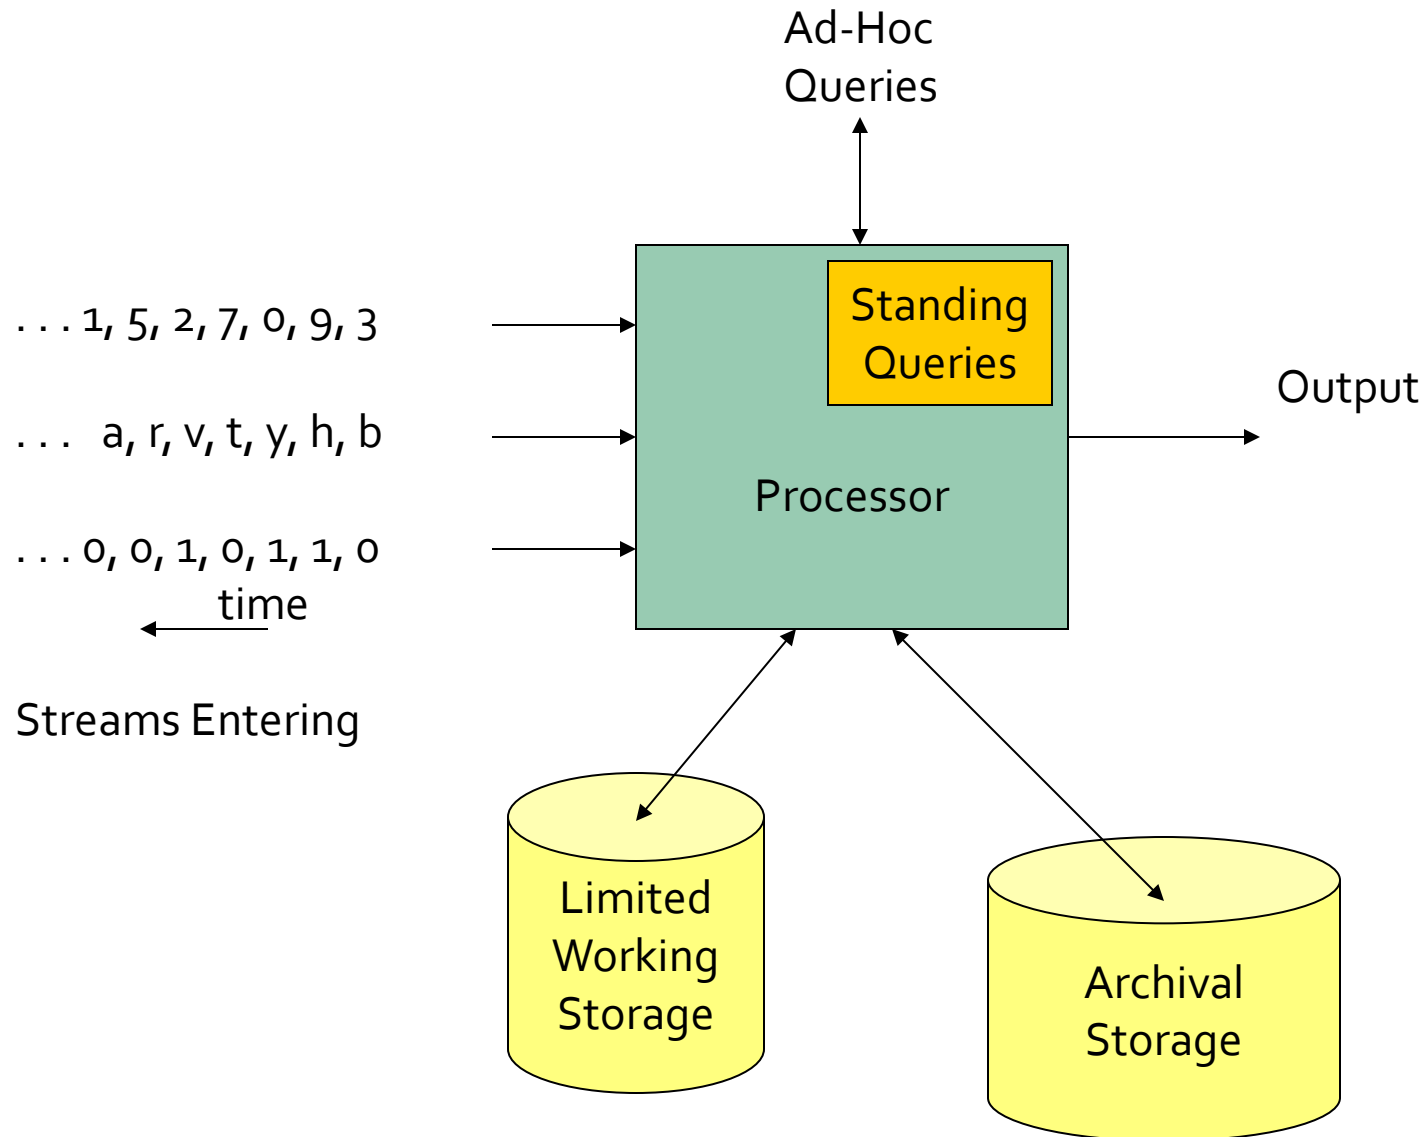 Ad-Hoc
Queries
. . . 1, 5, 2, 7, 0, 9, 3
. . . a, r, v, t, y, h, b
. . . 0, 0, 1, 0, 1, 1, 0
time
Streams Entering
Standing
Queries
Processor
Output
Limited
Working
Storage
Archival
Storage